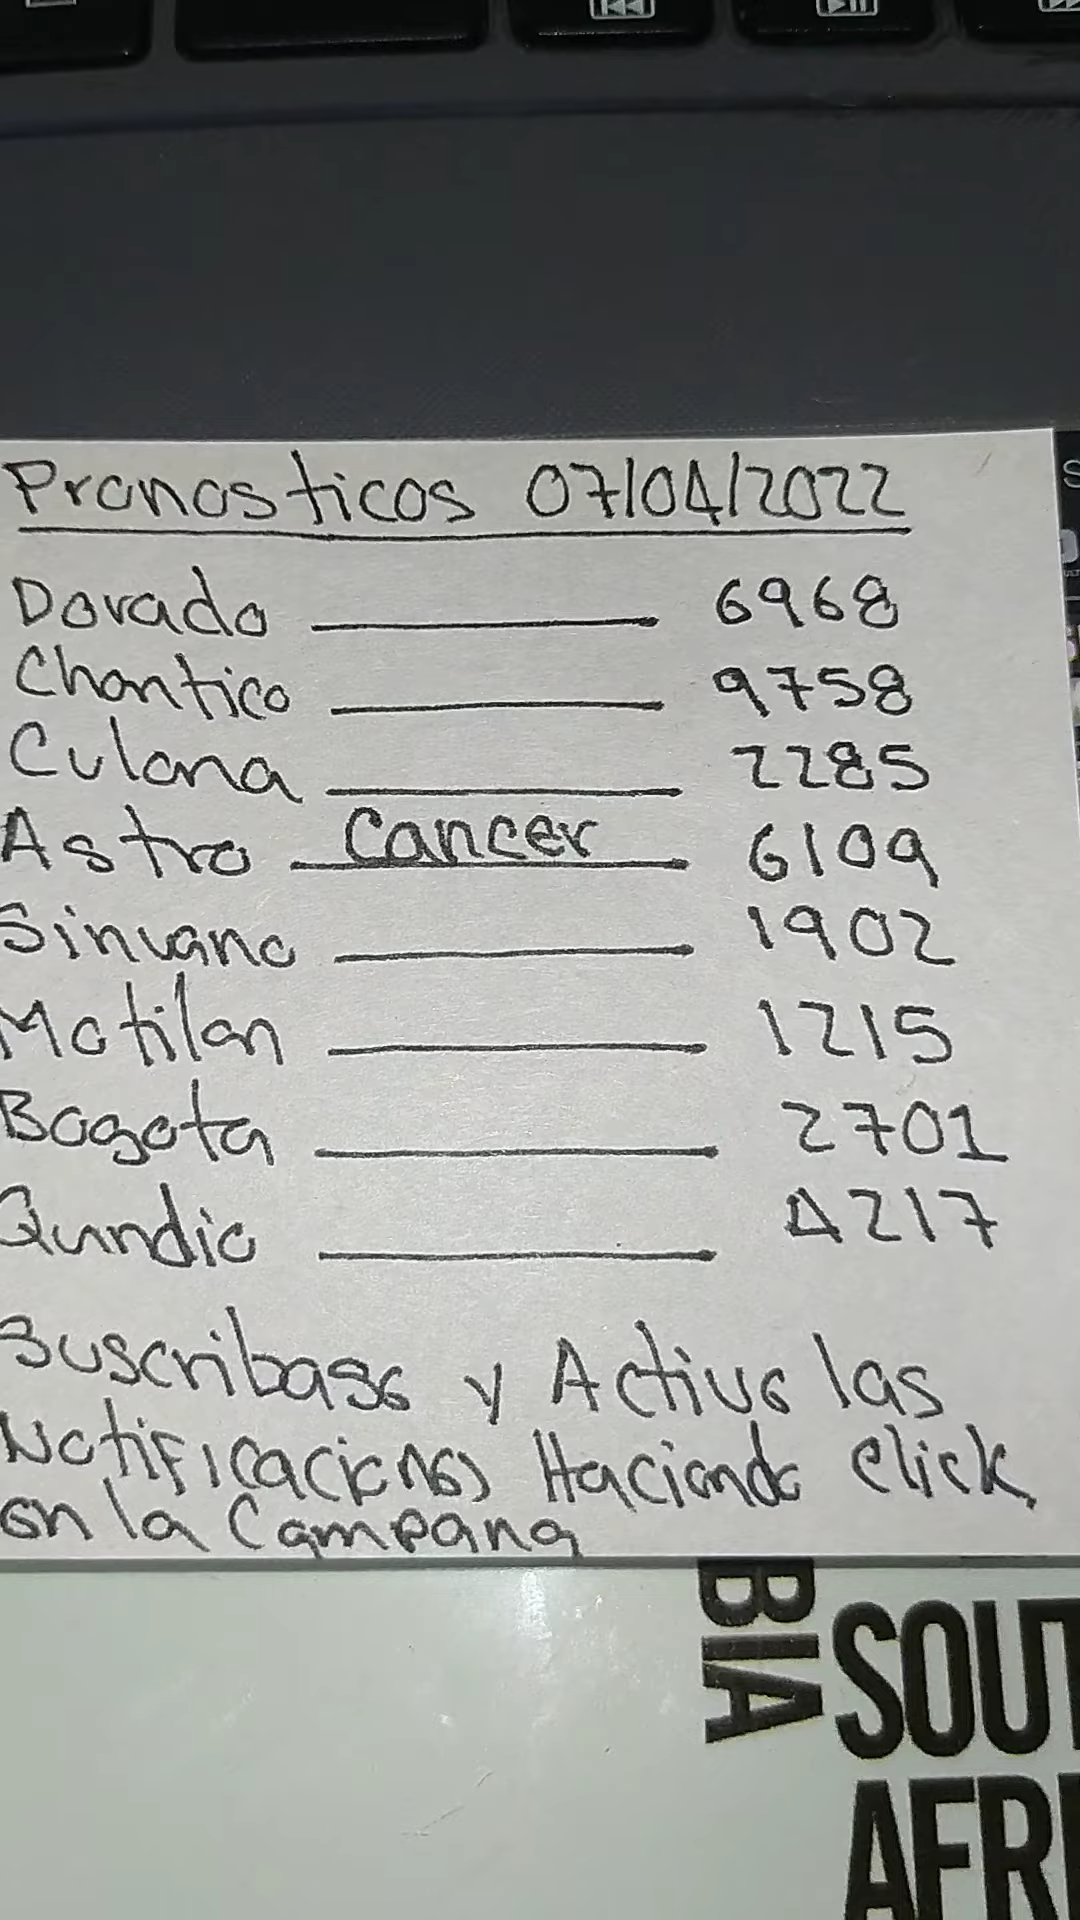 Pronosticos 07/04/2022
Dorado 6968
Chontico 9758
Culona 2285
Astro Cancer 6109
Sinuano 1902
Motilon 1215
Bogota 2701
Quindio 4217
Suscribase y Active las
Notificaciones Haciendo click
en la Campana
BIA
SOUT
AFRI